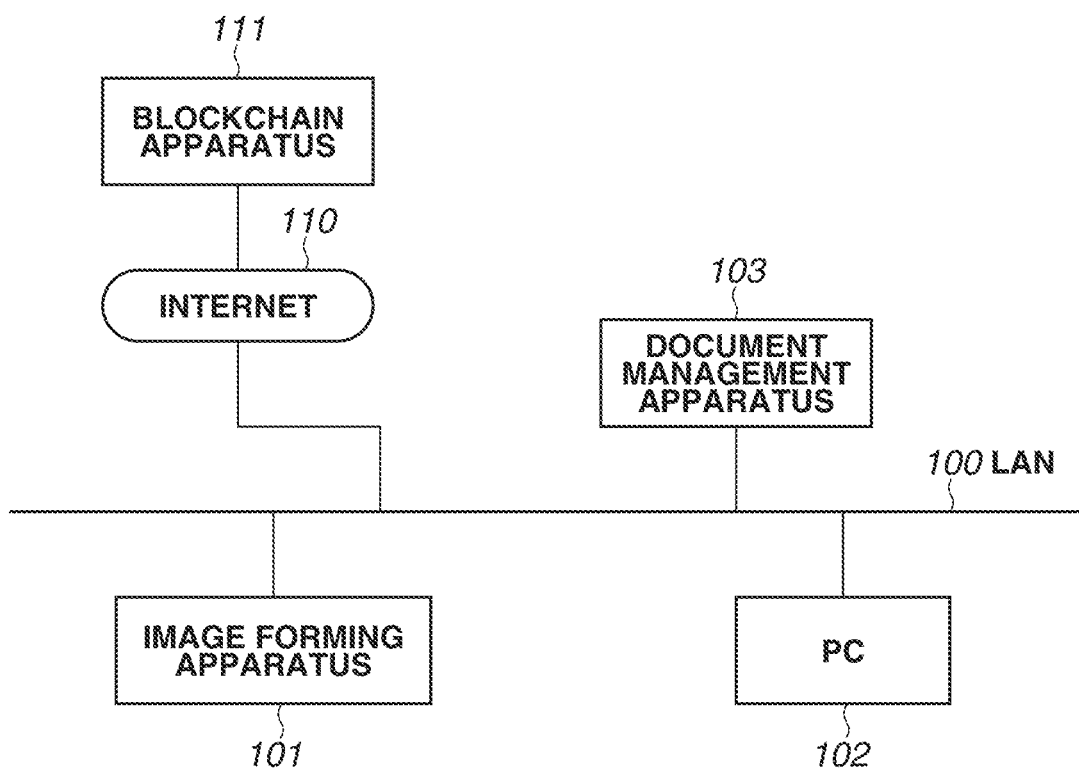 111
BLOCKCHAIN
APPARATUS
110
INTERNET
103
DOCUMENT
MANAGEMENT
APPARATUS
100 LAN
IMAGE FORMING
APPARATUS
PC
101
102